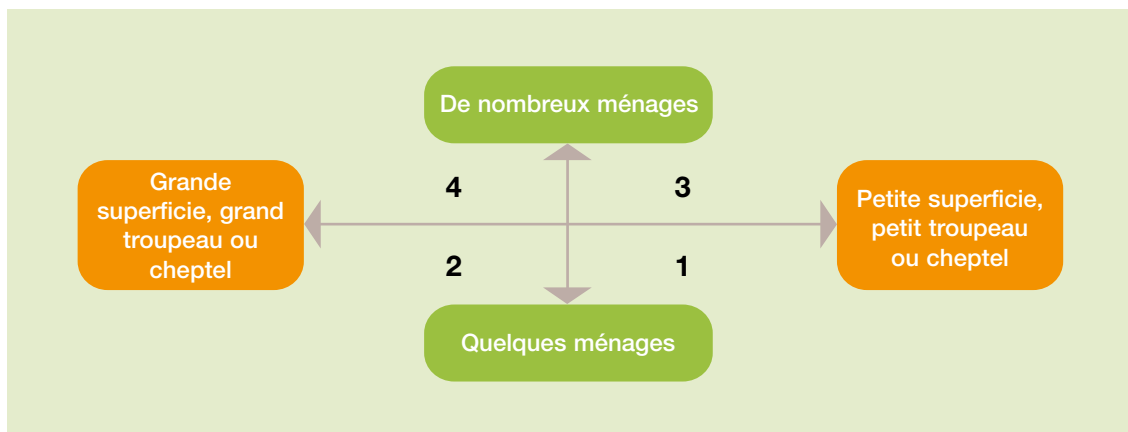 De nombreux ménages
Grande
superficie, grand
troupeau ou
cheptel
4
3
Petite superficie,
petit troupeau
ou cheptel
2
1
Quelques ménages